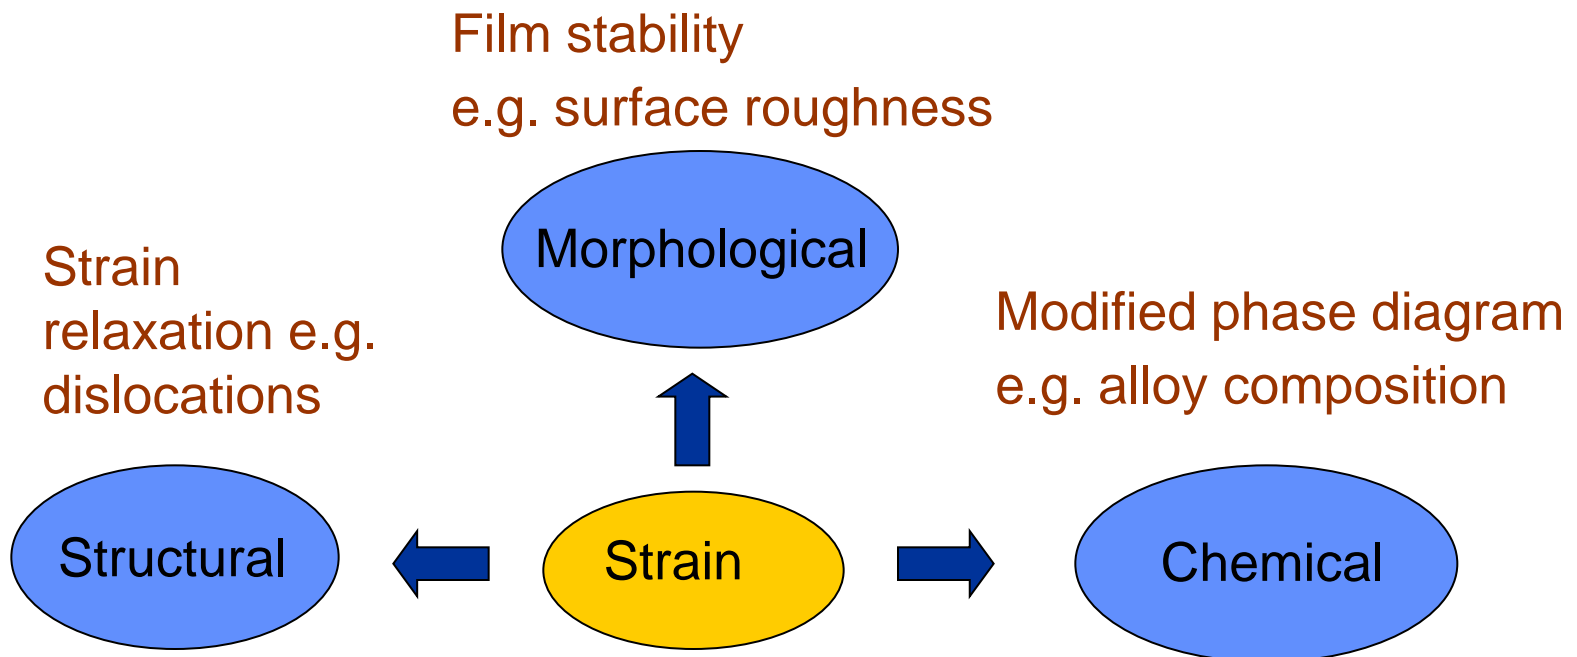 Film stability
e.g. surface roughness
Morphological
Strain
relaxation e.g.
dislocations
Modified phase diagram
e.g. alloy composition
Structural
Strain
Chemical